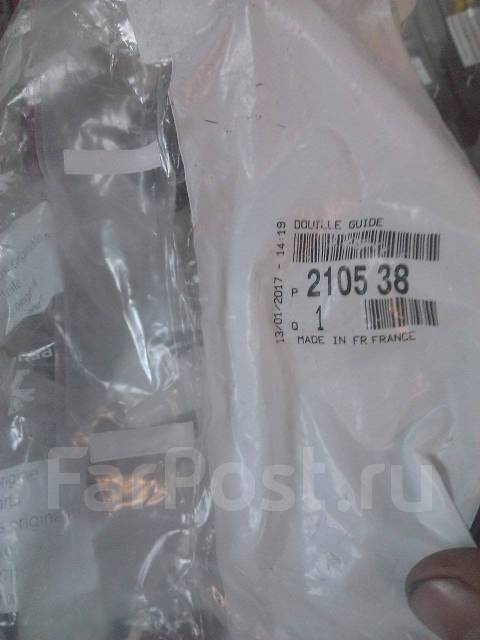 DOUILLE GUIDE
13/01/2017 - 14:19
P 2105 38
Q 1
MADE IN FR FRANCE
FarPost.ru